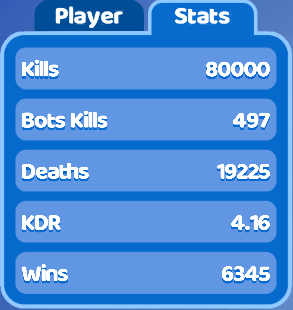 Player Stats
Kills 80000
Bots Kills 497
Deaths 19225
KDR 4.16
Wins 6345